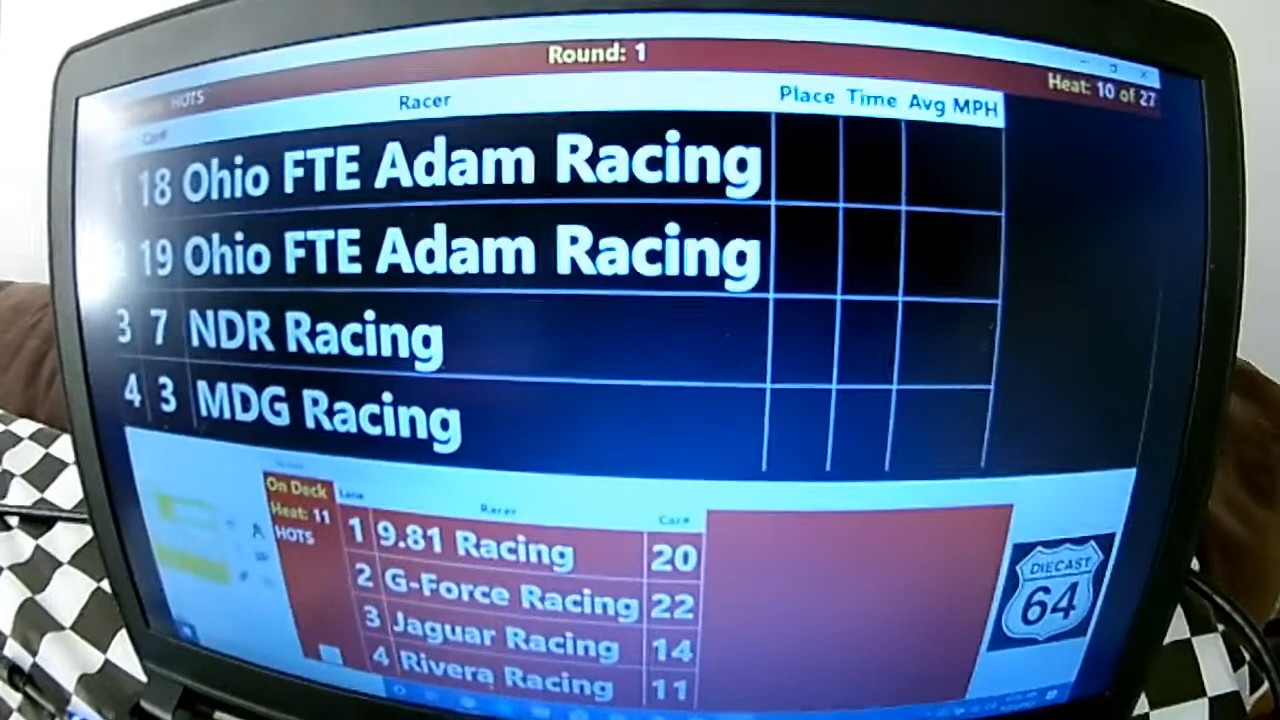 Round: 1
HOTS
Heat: 10 of 27
Car# Racer Place Time Avg MPH
1 18 Ohio FTE Adam Racing
2 19 Ohio FTE Adam Racing
3 7 NDR Racing
4 3 MDG Racing
On Deck Lane Racer Car#
Heat: 11
HOTS
1 9.81 Racing 20
2 G-Force Racing 22
3 Jaguar Racing 14
4 Rivera Racing 11
DIECAST
64